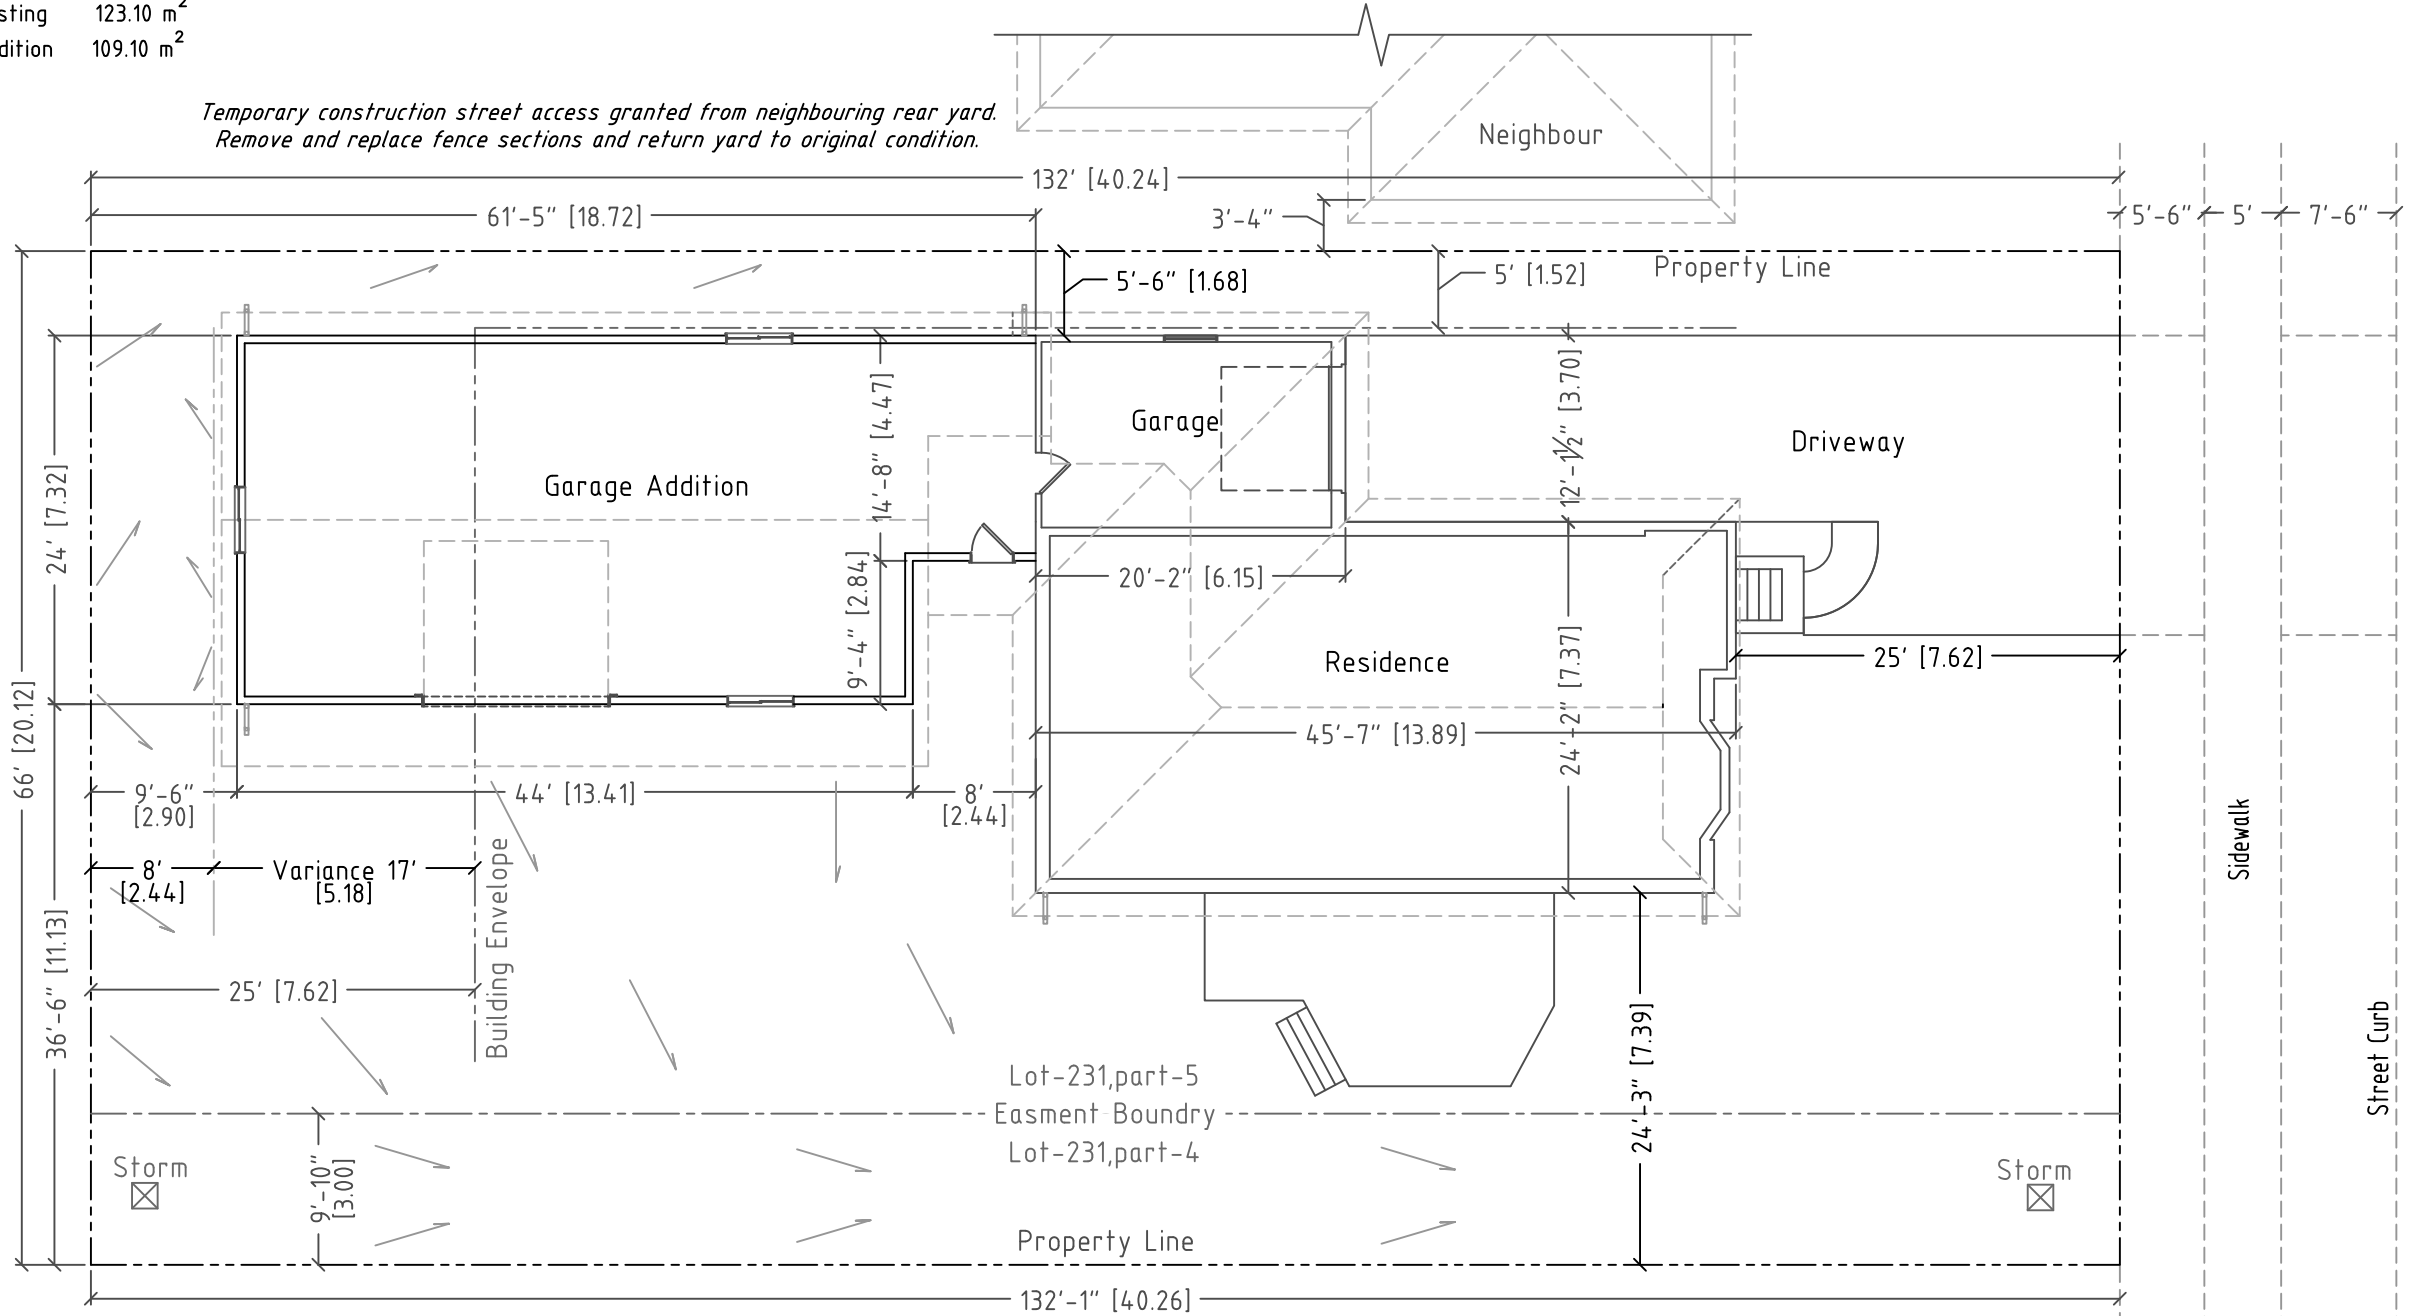 sting 123.10 m²
dition 109.10 m²
Temporary construction street access granted from neighbouring rear yard.
Remove and replace fence sections and return yard to original condition.
Neighbour
132' [40.24]
61'-5" [18.72]
3'-4"
5'-6"
5'
7'-6"
5'-6" [1.68]
5' [1.52]
Property Line
14'-8" [4.47]
12'-1½" [3.70]
Garage
Driveway
Garage Addition
24' [7.32]
9'-4" [2.84]
20'-2" [6.15]
Residence
25' [7.62]
24'-2" [7.37]
45'-7" [13.89]
66' [20.12]
9'-6"
[2.90]
44' [13.41]
8'
[2.44]
8'
[2.44]
Variance 17'
[5.18]
Building Envelope
Sidewalk
36'-6" [11.13]
25' [7.62]
24'-3" [7.39]
Street Curb
Lot-231,part-5
Easment Boundry
Lot-231,part-4
Storm
9'-10"
[3.00]
Storm
Property Line
132'-1" [40.26]